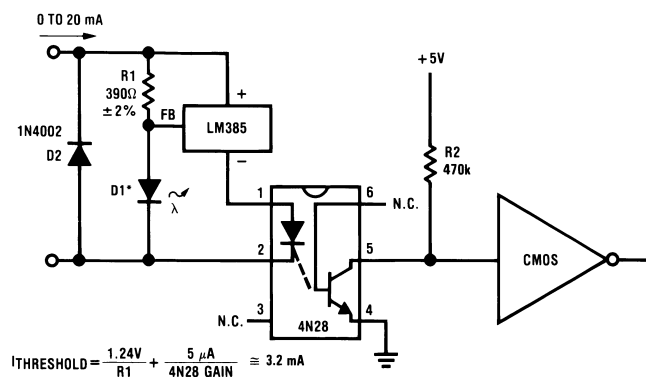 0 TO 20 mA
+5V
R1
390Ω
±2%
FB
+
LM385
–
1N4002
D2
D1*
λ
R2
470k
1
6
N.C.
2
5
CMOS
3
N.C.
4
4N28
ITHRESHOLD = 1.24V / R1 + 5 μA / 4N28 GAIN ≅ 3.2 mA